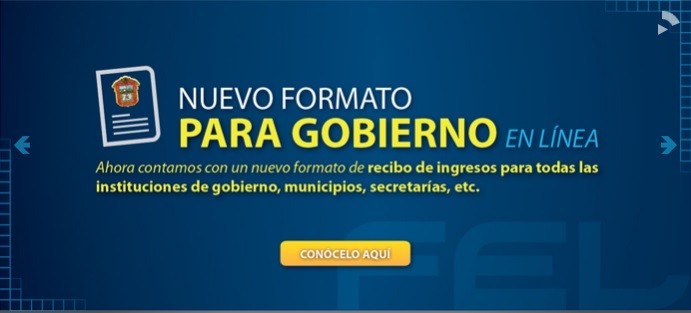 NUEVO FORMATO
PARA GOBIERNO EN LÍNEA
Ahora contamos con un nuevo formato de recibo de ingresos para todas las
instituciones de gobierno, municipios, secretarías, etc.
CONÓCELO AQUÍ
FEL